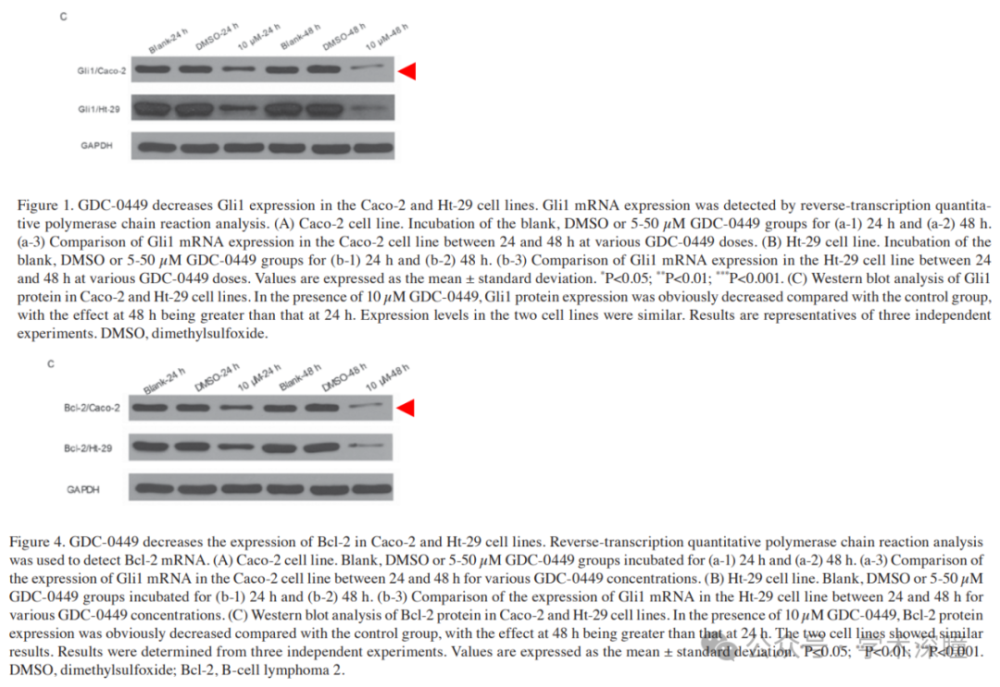 C
Blank-24 h DMSO-24 h 10 μM-24 h Blank-48 h DMSO-48 h 10 μM-48 h
Gli1/Caco-2
Gli1/Ht-29
GAPDH
Figure 1. GDC-0449 decreases Gli1 expression in the Caco-2 and Ht-29 cell lines. Gli1 mRNA expression was detected by reverse-transcription quantita-
tive polymerase chain reaction analysis. (A) Caco-2 cell line. Incubation of the blank, DMSO or 5-50 μM GDC-0449 groups for (a-1) 24 h and (a-2) 48 h.
(a-3) Comparison of Gli1 mRNA expression in the Caco-2 cell line between 24 and 48 h at various GDC-0449 doses. (B) Ht-29 cell line. Incubation of the
blank, DMSO or 5-50 μM GDC-0449 groups for (b-1) 24 h and (b-2) 48 h. (b-3) Comparison of Gli1 mRNA expression in the Ht-29 cell line between 24
and 48 h at various GDC-0449 doses. Values are expressed as the mean ± standard deviation. *P<0.05; **P<0.01; ***P<0.001. (C) Western blot analysis of Gli1
protein in Caco-2 and Ht-29 cell lines. In the presence of 10 μM GDC-0449, Gli1 protein expression was obviously decreased compared with the control group,
with the effect at 48 h being greater than that at 24 h. Expression levels in the two cell lines were similar. Results are representatives of three independent
experiments. DMSO, dimethylsulfoxide.
C
Blank-24 h DMSO-24 h 10 μM-24 h Blank-48 h DMSO-48 h 10 μM-48 h
Bcl-2/Caco-2
Bcl-2/Ht-29
GAPDH
Figure 4. GDC-0449 decreases the expression of Bcl-2 in Caco-2 and Ht-29 cell lines. Reverse-transcription quantitative polymerase chain reaction analysis
was used to detect Bcl-2 mRNA. (A) Caco-2 cell line. Blank, DMSO or 5-50 μM GDC-0449 groups incubated for (a-1) 24 h and (a-2) 48 h. (a-3) Comparison of
the expression of Gli1 mRNA in the Caco-2 cell line between 24 and 48 h for various GDC-0449 concentrations. (B) Ht-29 cell line. Blank, DMSO or 5-50 μM
GDC-0449 groups incubated for (b-1) 24 h and (b-2) 48 h. (b-3) Comparison of the expression of Gli1 mRNA in the Ht-29 cell line between 24 and 48 h for
various GDC-0449 concentrations. (C) Western blot analysis of Bcl-2 protein in Caco-2 and Ht-29 cell lines. In the presence of 10 μM GDC-0449, Bcl-2 protein
expression was obviously decreased compared with the control group, with the effect at 48 h being greater than that at 24 h. The two cell lines showed similar
results. Results were determined from three independent experiments. Values are expressed as the mean ± standard deviation. *P<0.05; **P<0.01; ***P<0.001.
DMSO, dimethylsulfoxide; Bcl-2, B-cell lymphoma 2.
公众号 · 学术深瞳